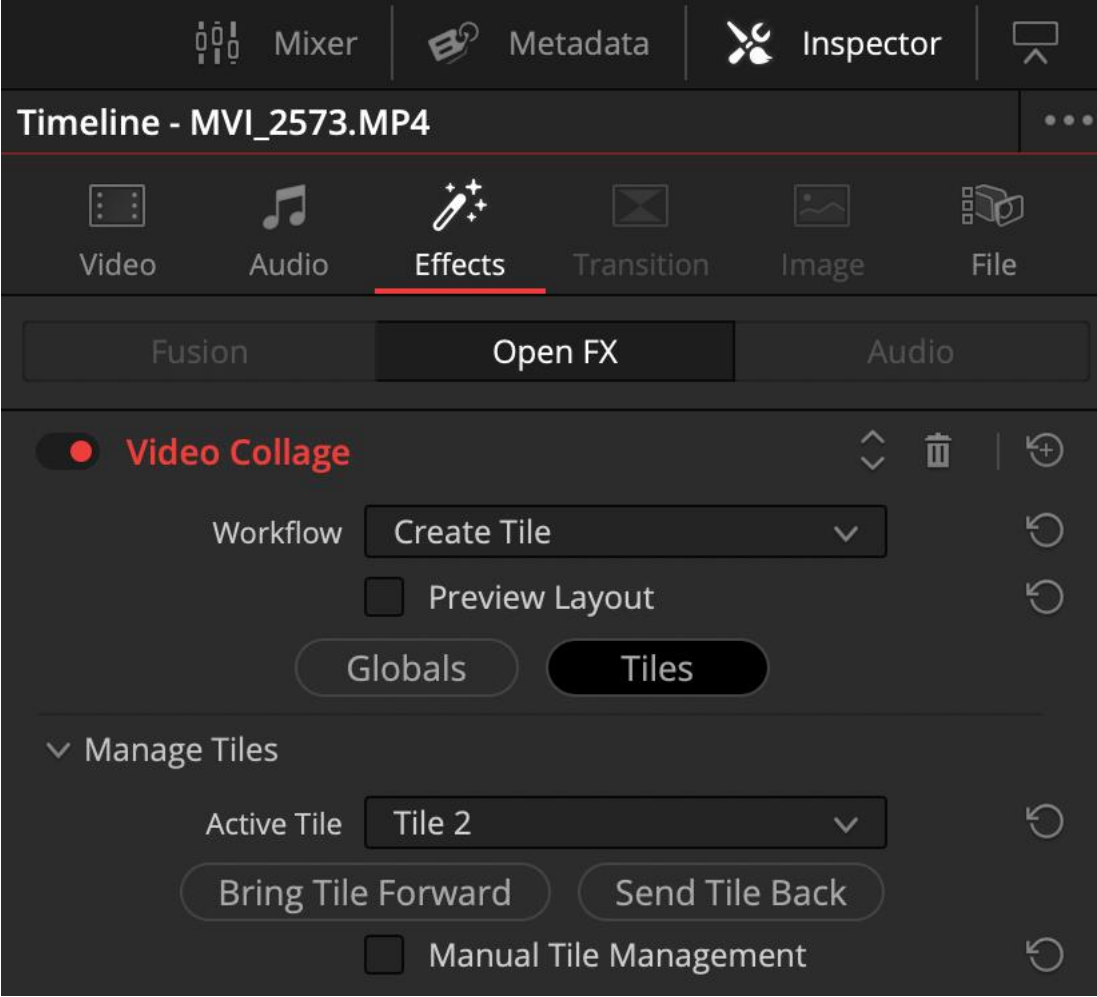 Mixer Metadata Inspector
Timeline - MVI_2573.MP4
Video Audio Effects Transition Image File
Fusion Open FX Audio
Video Collage
Workflow Create Tile
Preview Layout
Globals Tiles
Manage Tiles
Active Tile Tile 2
Bring Tile Forward Send Tile Back
Manual Tile Management